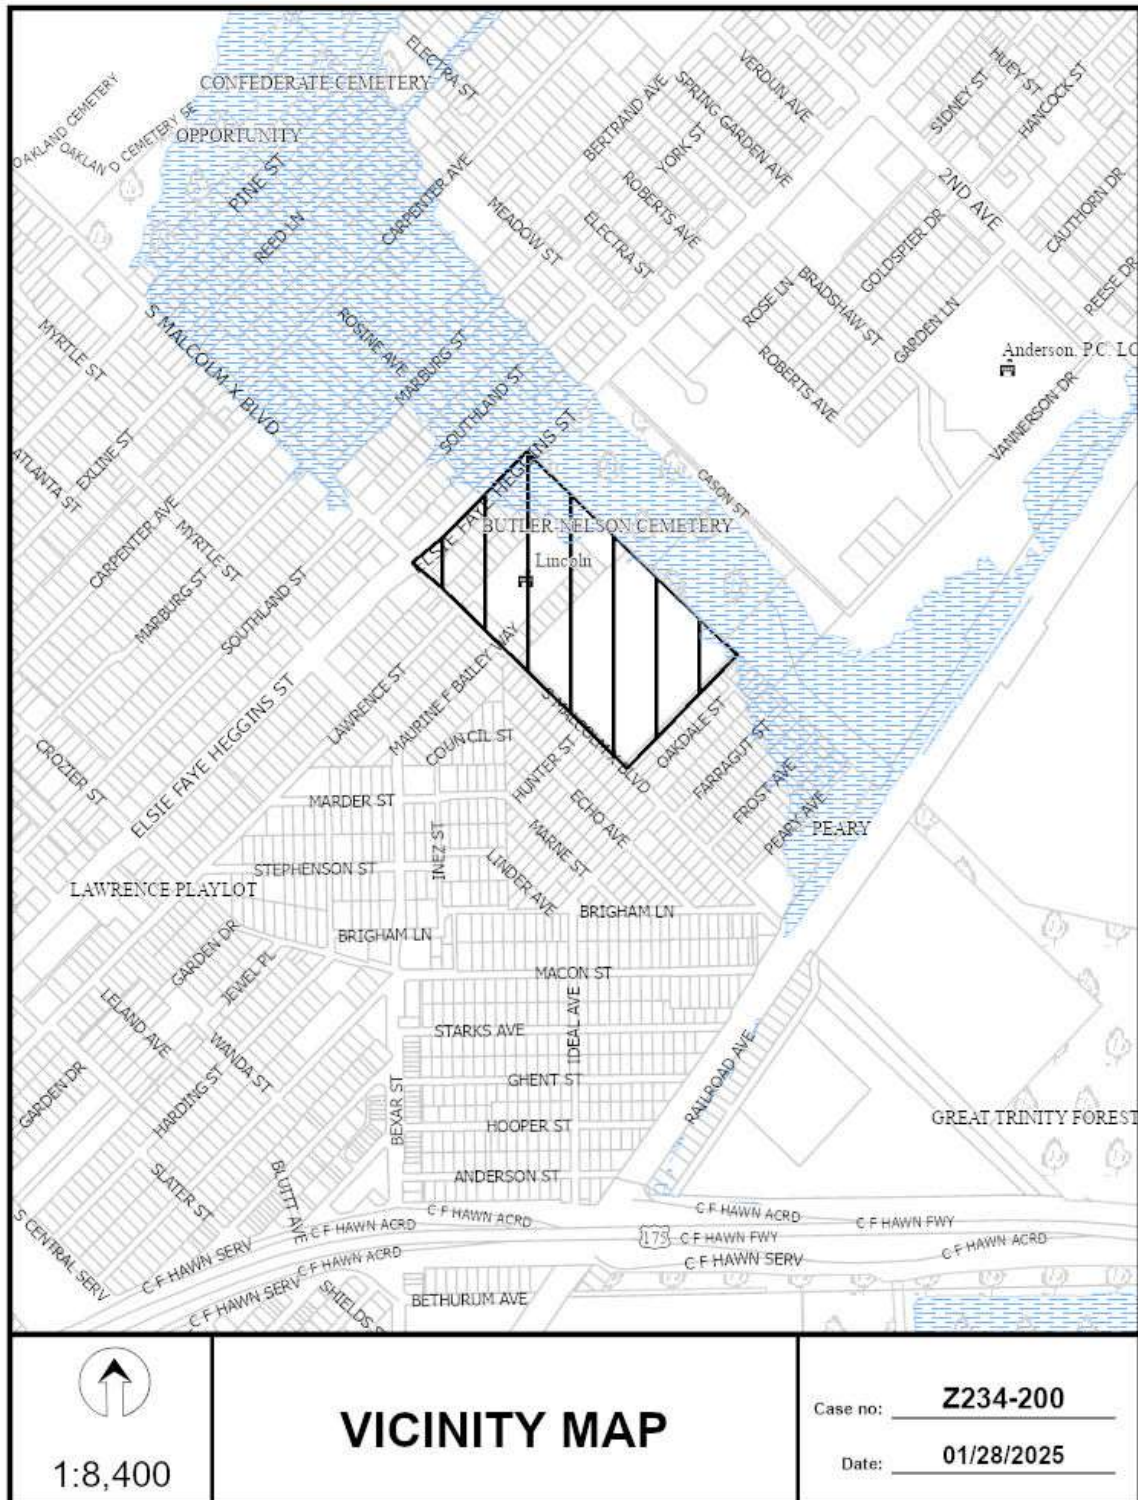 ELECTRA ST
VERDUN AVE
HUEY ST
CONFEDERATE CEMETERY
SPRING GARDEN AVE
SIDNEY ST
HANCOCK ST
OAKLAND CEMETERY
BERTRAND AVE
OAKLAND CEMETERY SE
OPPORTUNITY
YORK ST
PINE ST
CARPENTER AVE
ROBERTS AVE
2ND AVE
REED LN
MEADOW ST
ELECTRA ST
GOLDSPIER DR
CAUTHORN DR
ROSE LN
BRADSHAW ST
REESE DR
MYRTLE ST
S MALCOLM X BLVD
ROSINE AVE
MARBURG ST
GARDEN LN
Anderson. P.C. LC
ROBERTS AVE
SOUTHLAND ST
VANNERSON DR
EXLINE ST
ATLANTA ST
ELSIE FAYE HEGGINS ST
CASON ST
CARPENTER AVE
MYRTLE ST
BUTLER-NELSON CEMETERY
Lincoln
MARBURG ST
SOUTHLAND ST
LAWRENCE ST
MAURINE F BAILEY WAY
S MALCOLM X BLVD
CROZIER ST
ELSIE FAYE HEGGINS ST
COUNCIL ST
HUNTER ST
OAKDALE ST
FARRAGUT ST
MARDER ST
ECHO AVE
FROST AVE
PEARY AVE
PEARY
INEZ ST
MARNE ST
STEPHENSON ST
LINDER AVE
LAWRENCE PLAYLOT
BRIGHAM LN
BRIGHAM LN
GARDEN DR
JEWEL PL
MACON ST
LELAND AVE
STARKS AVE
IDEAL AVE
WANDA ST
RAILROAD AVE
GARDEN DR
HARDING ST
GHENT ST
BEXAR ST
HOOPER ST
GREAT TRINITY FOREST
SLATER ST
BLUITT AVE
ANDERSON ST
S CENTRAL SERV
C F HAWN ACRD
C F HAWN ACRD
C F HAWN ACRD
C F HAWN FWY
C F HAWN SERV
C F HAWN ACRD
175
C F HAWN FWY
C F HAWN ACRD
C F HAWN SERV
C F HAWN SERV
SHIELDS S
BETHURUM AVE
1:8,400
VICINITY MAP
Case no: Z234-200
Date: 01/28/2025